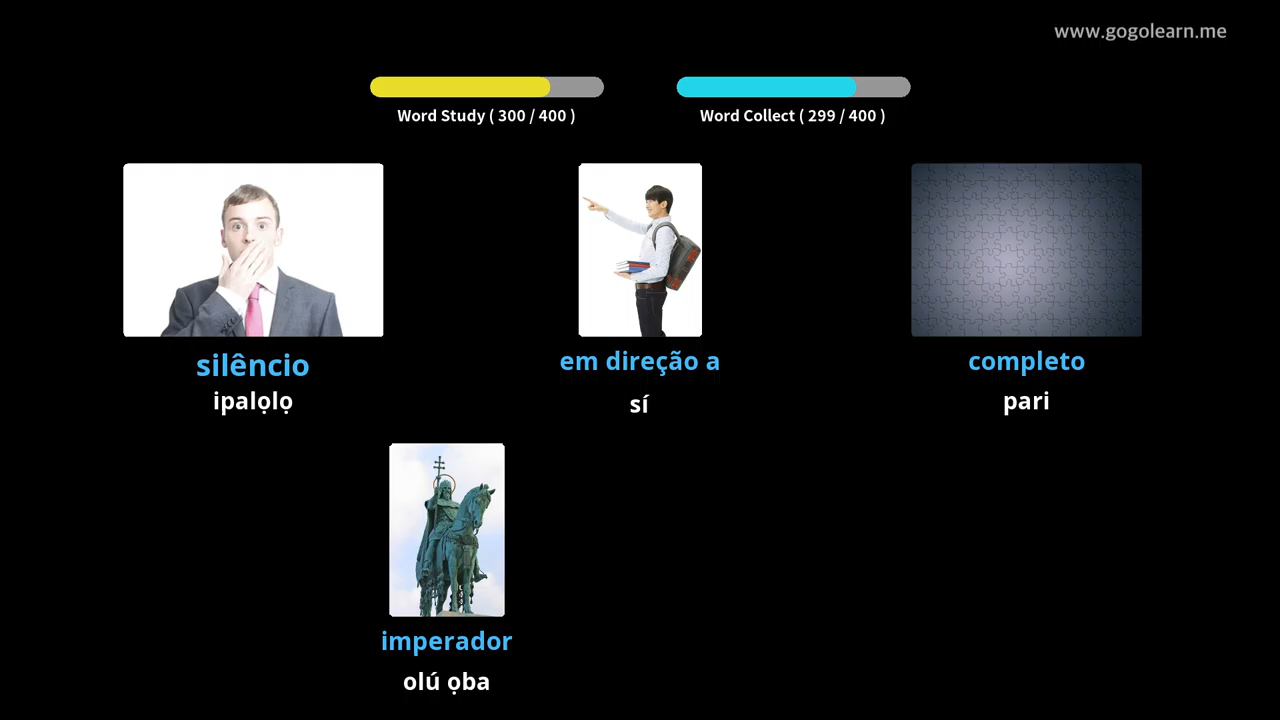 www.gogolearn.me
Word Study ( 300 / 400 )
Word Collect ( 299 / 400 )
silêncio
ipalọlọ
em direção a
sí
completo
pari
imperador
olú ọba